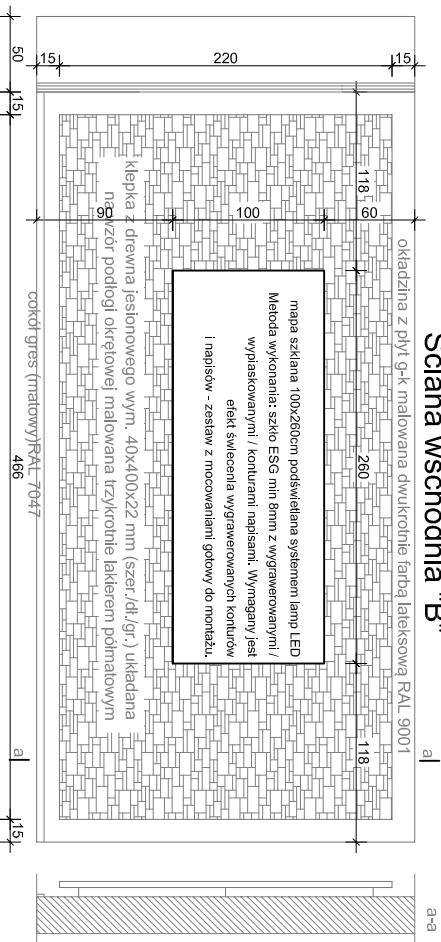 Ściana wschodnia "B"
okładzina z płyt g-k malowana dwukrotnie farbą lateksową RAL 9001
a
a-a
15
220
15
50
15
118
260
118
60
100
90
mapa szklana 100x260cm podświetlana systemem lamp LED
Metoda wykonania: szkło ESG min 8mm z wygrawerowanymi /
wypiaskowanymi / konturami napisami. Wymagany jest
efekt świecenia wygrawerowanych konturów
i napisów - zestaw z mocowaniami gotowy do montażu.
klepka z drewna jesionowego wym. 40x400x22 mm (szer./dł./gr.) układana
na wzór podłogi okrętowej malowana trzykrotnie lakierem półmatowym
cokół gres (matowy)RAL 7047
466
a
15